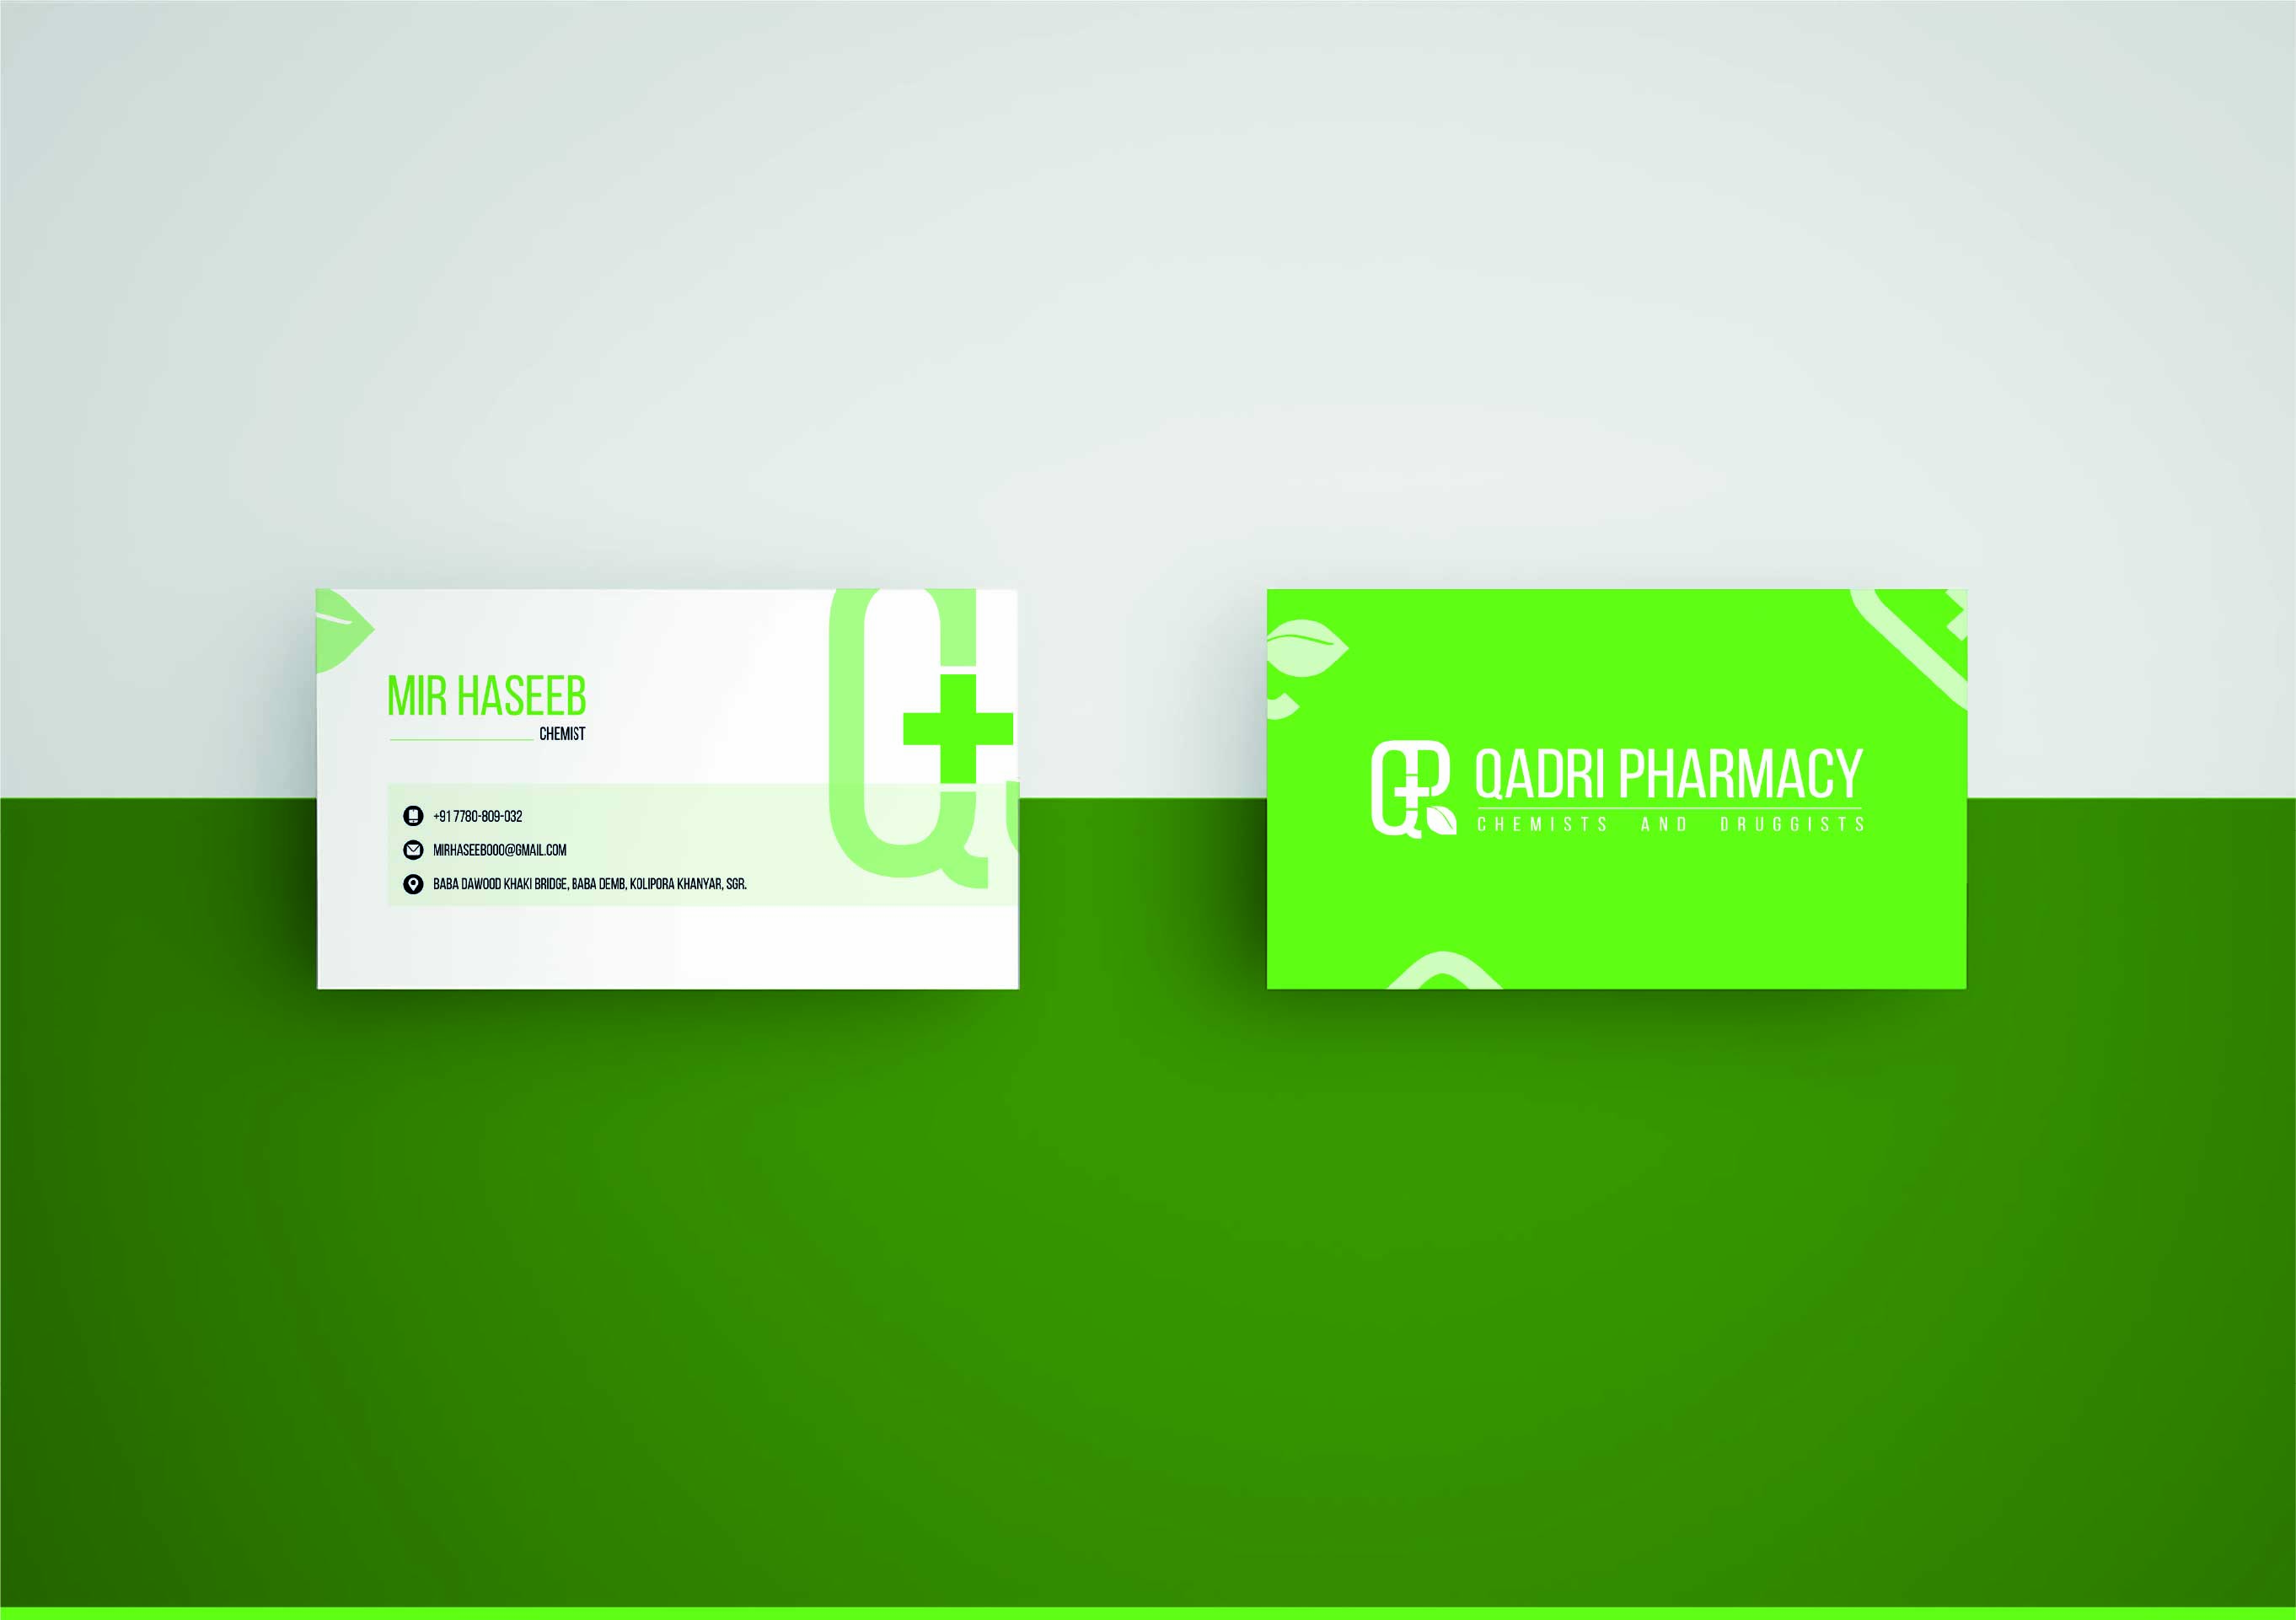 MIR HASEEB
CHEMIST
+91 7780-809-032
MIRHASEEB000@GMAIL.COM
BABA DAWOOD KHAKI BRIDGE, BABA DEMB, KOLIPORA KHANYAR, SGR.
QADRI PHARMACY
CHEMISTS AND DRUGGISTS